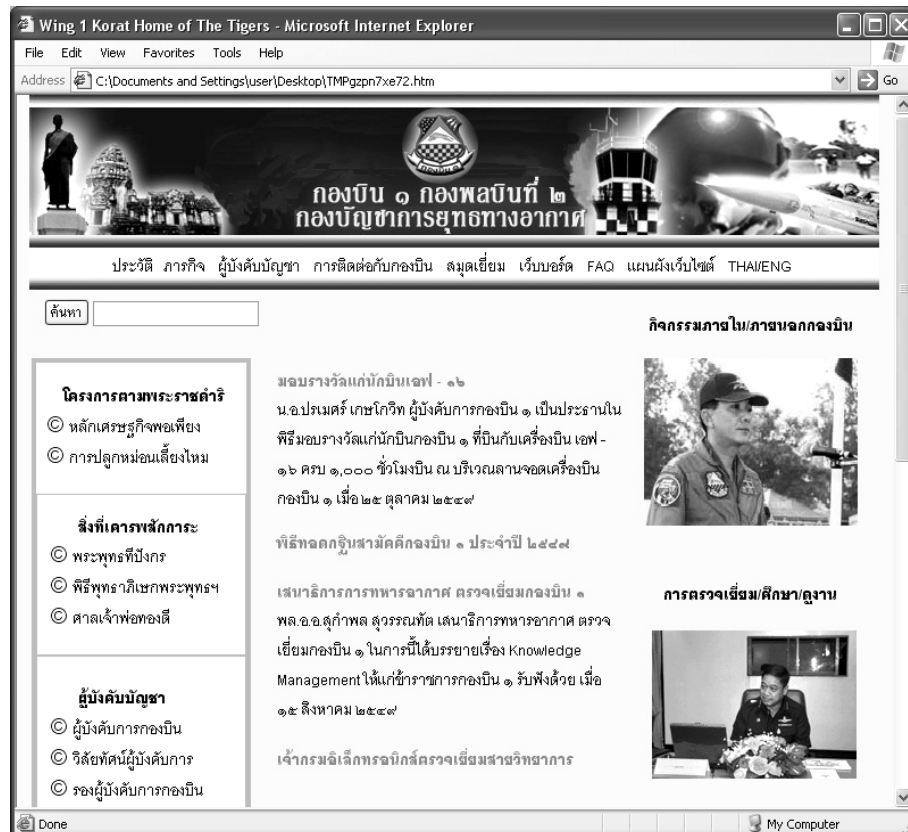 Wing 1 Korat Home of The Tigers - Microsoft Internet Explorer
File Edit View Favorites Tools Help
Address C:\Documents and Settings\user\Desktop\TMPgzpn7xe72.htm Go
กองบิน ๑ กองพลบินที่ ๒
กองบัญชาการยุทธทางอากาศ
ประวัติ ภารกิจ ผู้บังคับบัญชา การติดต่อกับกองบิน สมุดเยี่ยม เว็บบอร์ด FAQ แผนผังเว็บไซต์ THAI/ENG
ค้นหา
โครงการตามพระราชดำริ
© หลักเศรษฐกิจพอเพียง
© การปลูกหม่อนเลี้ยงไหม
สิ่งที่เคารพสักการะ
© พระพุทธทีปังกร
© พิธีพุทธาภิเษกพระพุทธฯ
© ศาลเจ้าพ่อทองดี
ผู้บังคับบัญชา
© ผู้บังคับการกองบิน
© วิสัยทัศน์ผู้บังคับการ
© รองผู้บังคับการกองบิน
มอบรางวัลแก่นักบินเอฟ - ๑๖
น.อ.ปรเมศร์ เกษโกวิท ผู้บังคับการกองบิน ๑ เป็นประธานใน
พิธีมอบรางวัลแก่นักบินกองบิน ๑ ที่บินกับเครื่องบิน เอฟ -
๑๖ ครบ ๑,๐๐๐ ชั่วโมงบิน ณ บริเวณลานจอดเครื่องบิน
กองบิน ๑ เมื่อ ๒๕ ตุลาคม ๒๕๔๙
พิธีทอดกฐินสามัคคีกองบิน ๑ ประจำปี ๒๕๔๙
เสนาธิการการทหารอากาศ ตรวจเยี่ยมกองบิน ๑
พล.อ.อ.สุกำพล สุวรรณทัต เสนาธิการทหารอากาศ ตรวจ
เยี่ยมกองบิน ๑ ในการนี้ได้บรรยายเรื่อง Knowledge
Management ให้แก่ข้าราชการกองบิน ๑ รับฟังด้วย เมื่อ
๑๕ สิงหาคม ๒๕๔๙
เจ้ากรมอิเล็กทรอนิกส์ตรวจเยี่ยมสายวิทยาการ
กิจกรรมภายใน/ภายนอกกองบิน
การตรวจเยี่ยม/ศึกษา/ดูงาน
Done My Computer